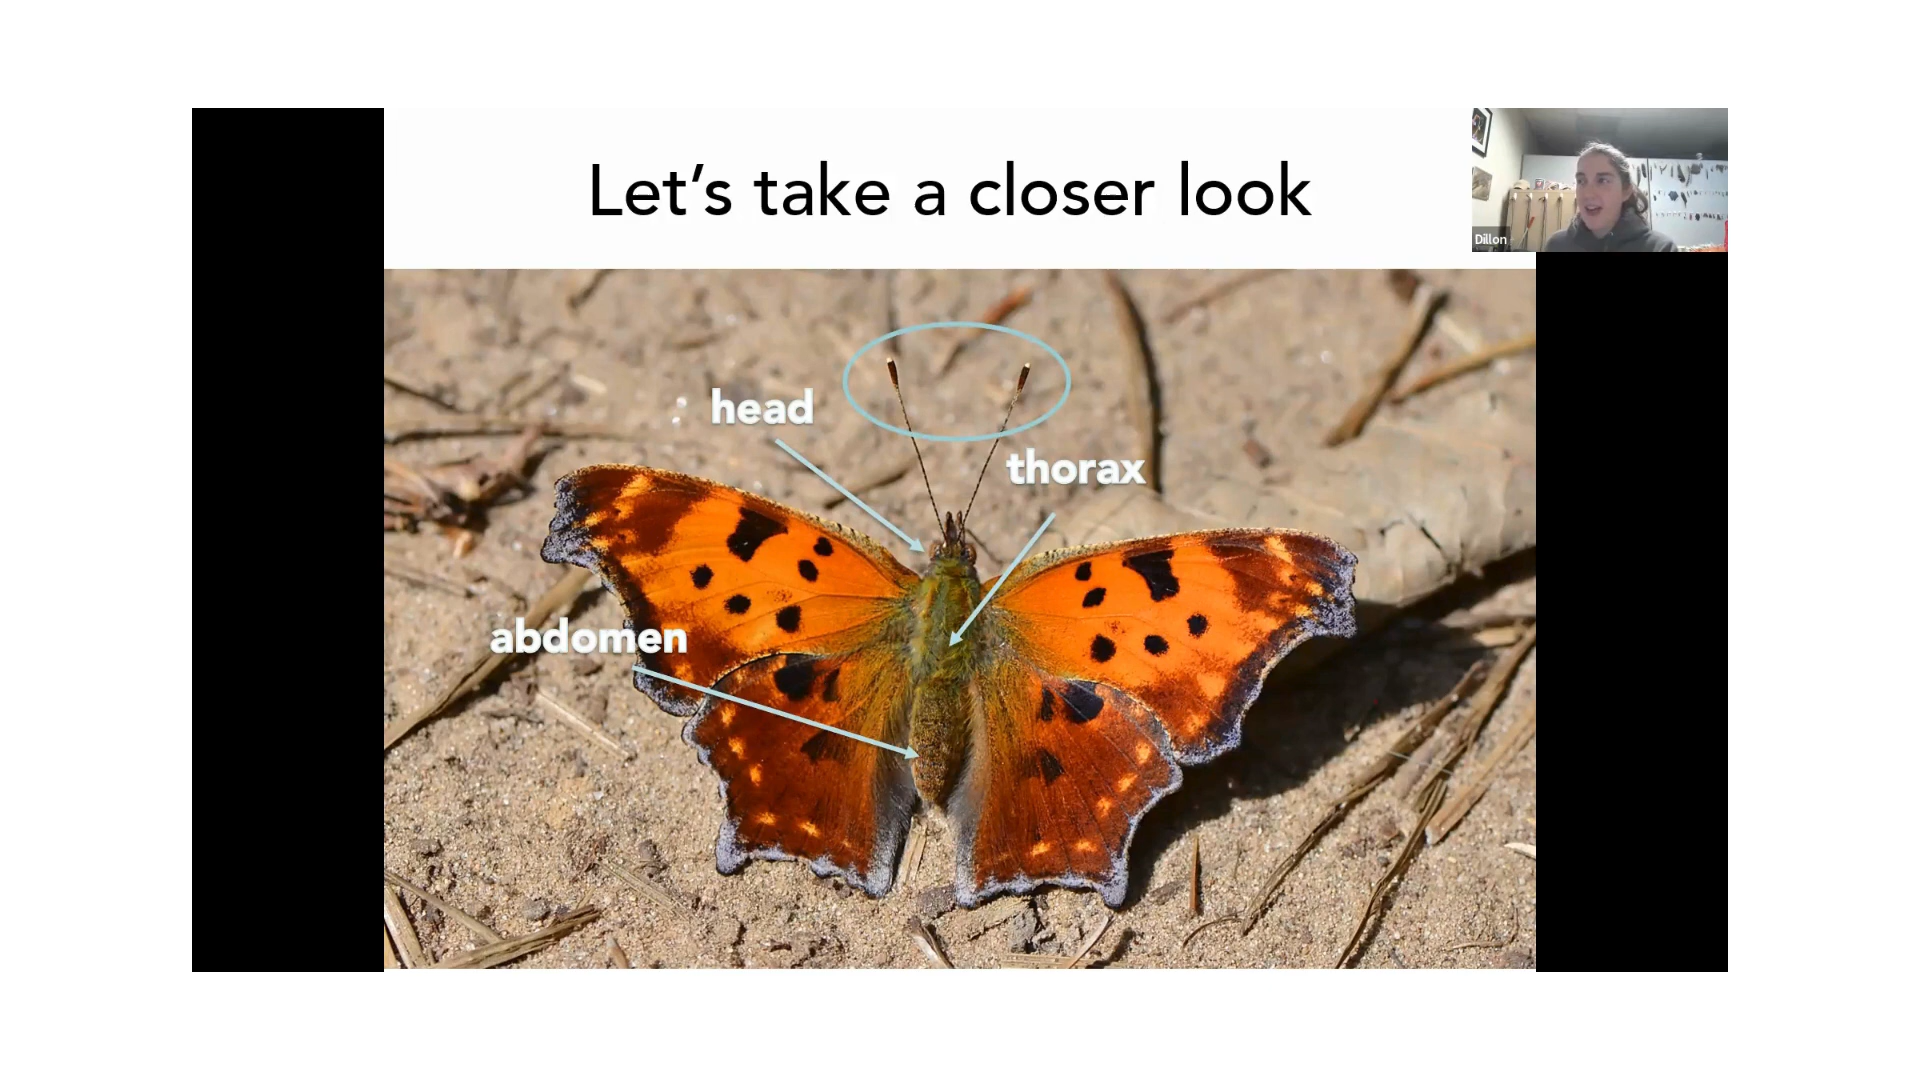 Let's take a closer look
Dillon
head
thorax
abdomen